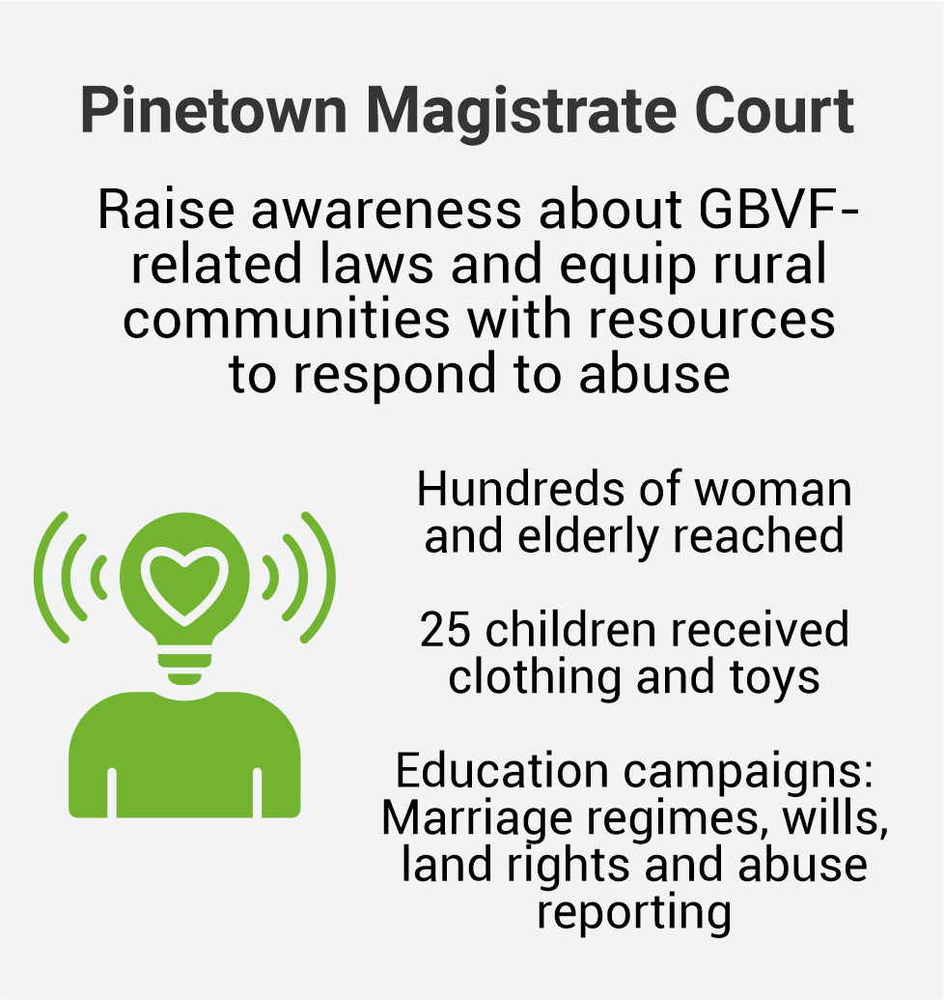 Pinetown Magistrate Court
Raise awareness about GBVF-
related laws and equip rural
communities with resources
to respond to abuse
Hundreds of woman
and elderly reached
25 children received
clothing and toys
Education campaigns:
Marriage regimes, wills,
land rights and abuse
reporting